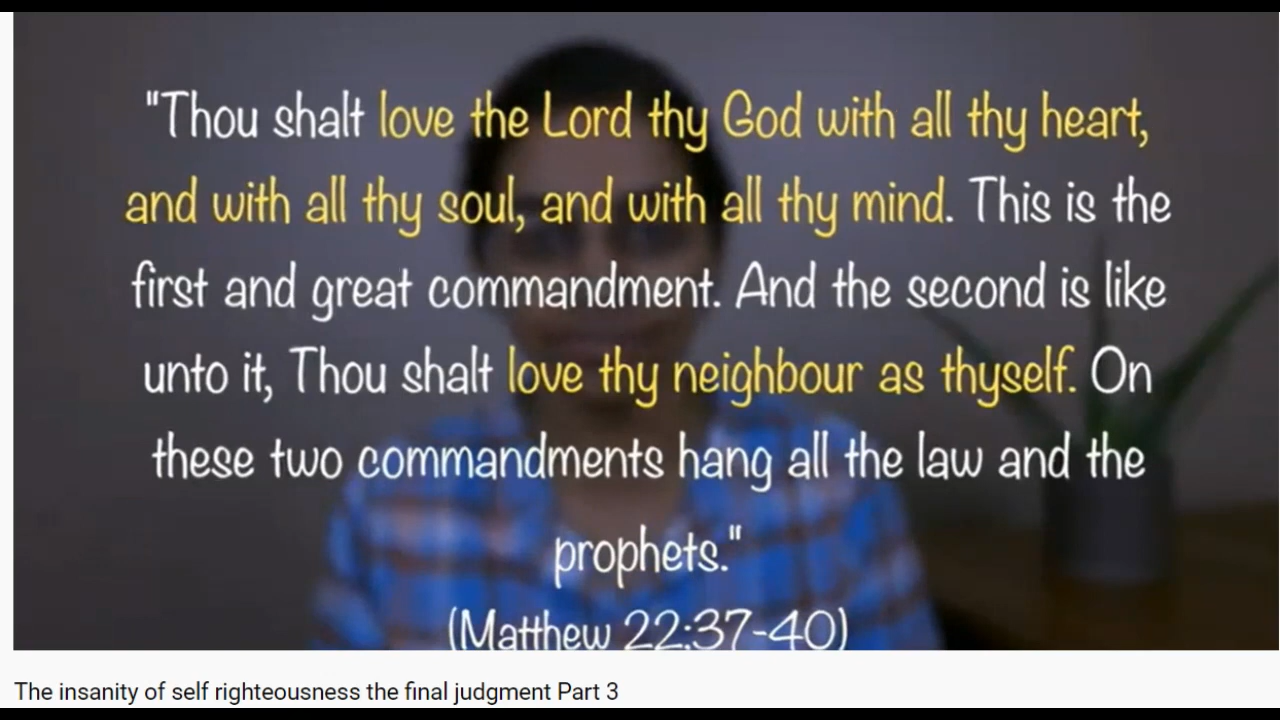 "Thou shalt love the Lord thy God with all thy heart,
and with all thy soul, and with all thy mind. This is the
first and great commandment. And the second is like
unto it, Thou shalt love thy neighbour as thyself. On
these two commandments hang all the law and the
prophets."
(Matthew 22:37-40)
The insanity of self righteousness the final judgment Part 3